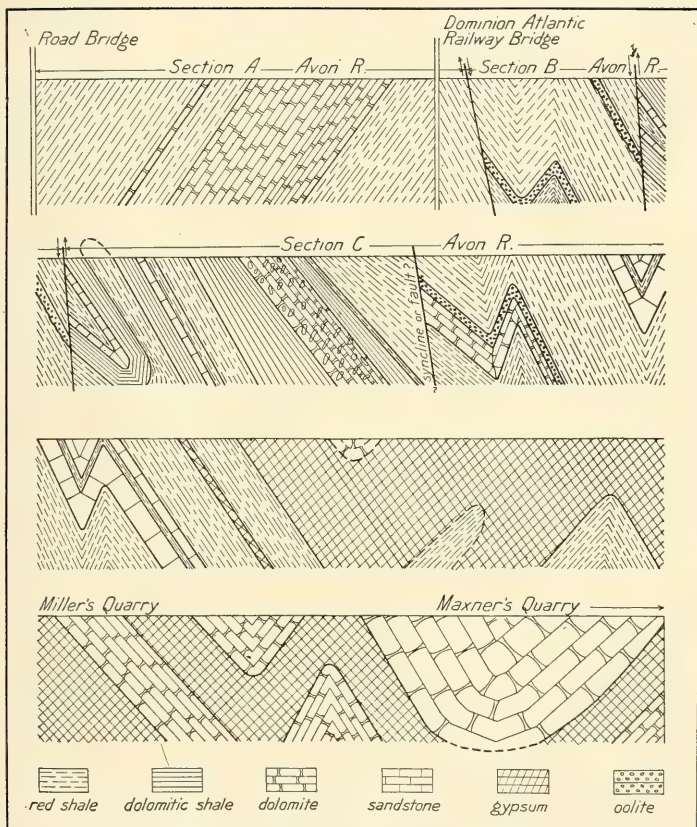 Road Bridge
Dominion Atlantic
Railway Bridge
Section A — Avon R.
Section B — Avon R.
Section C — Avon R.
syncline or fault?
?
Miller's Quarry
Maxner's Quarry
red shale
dolomitic shale
dolomite
sandstone
gypsum
oolite